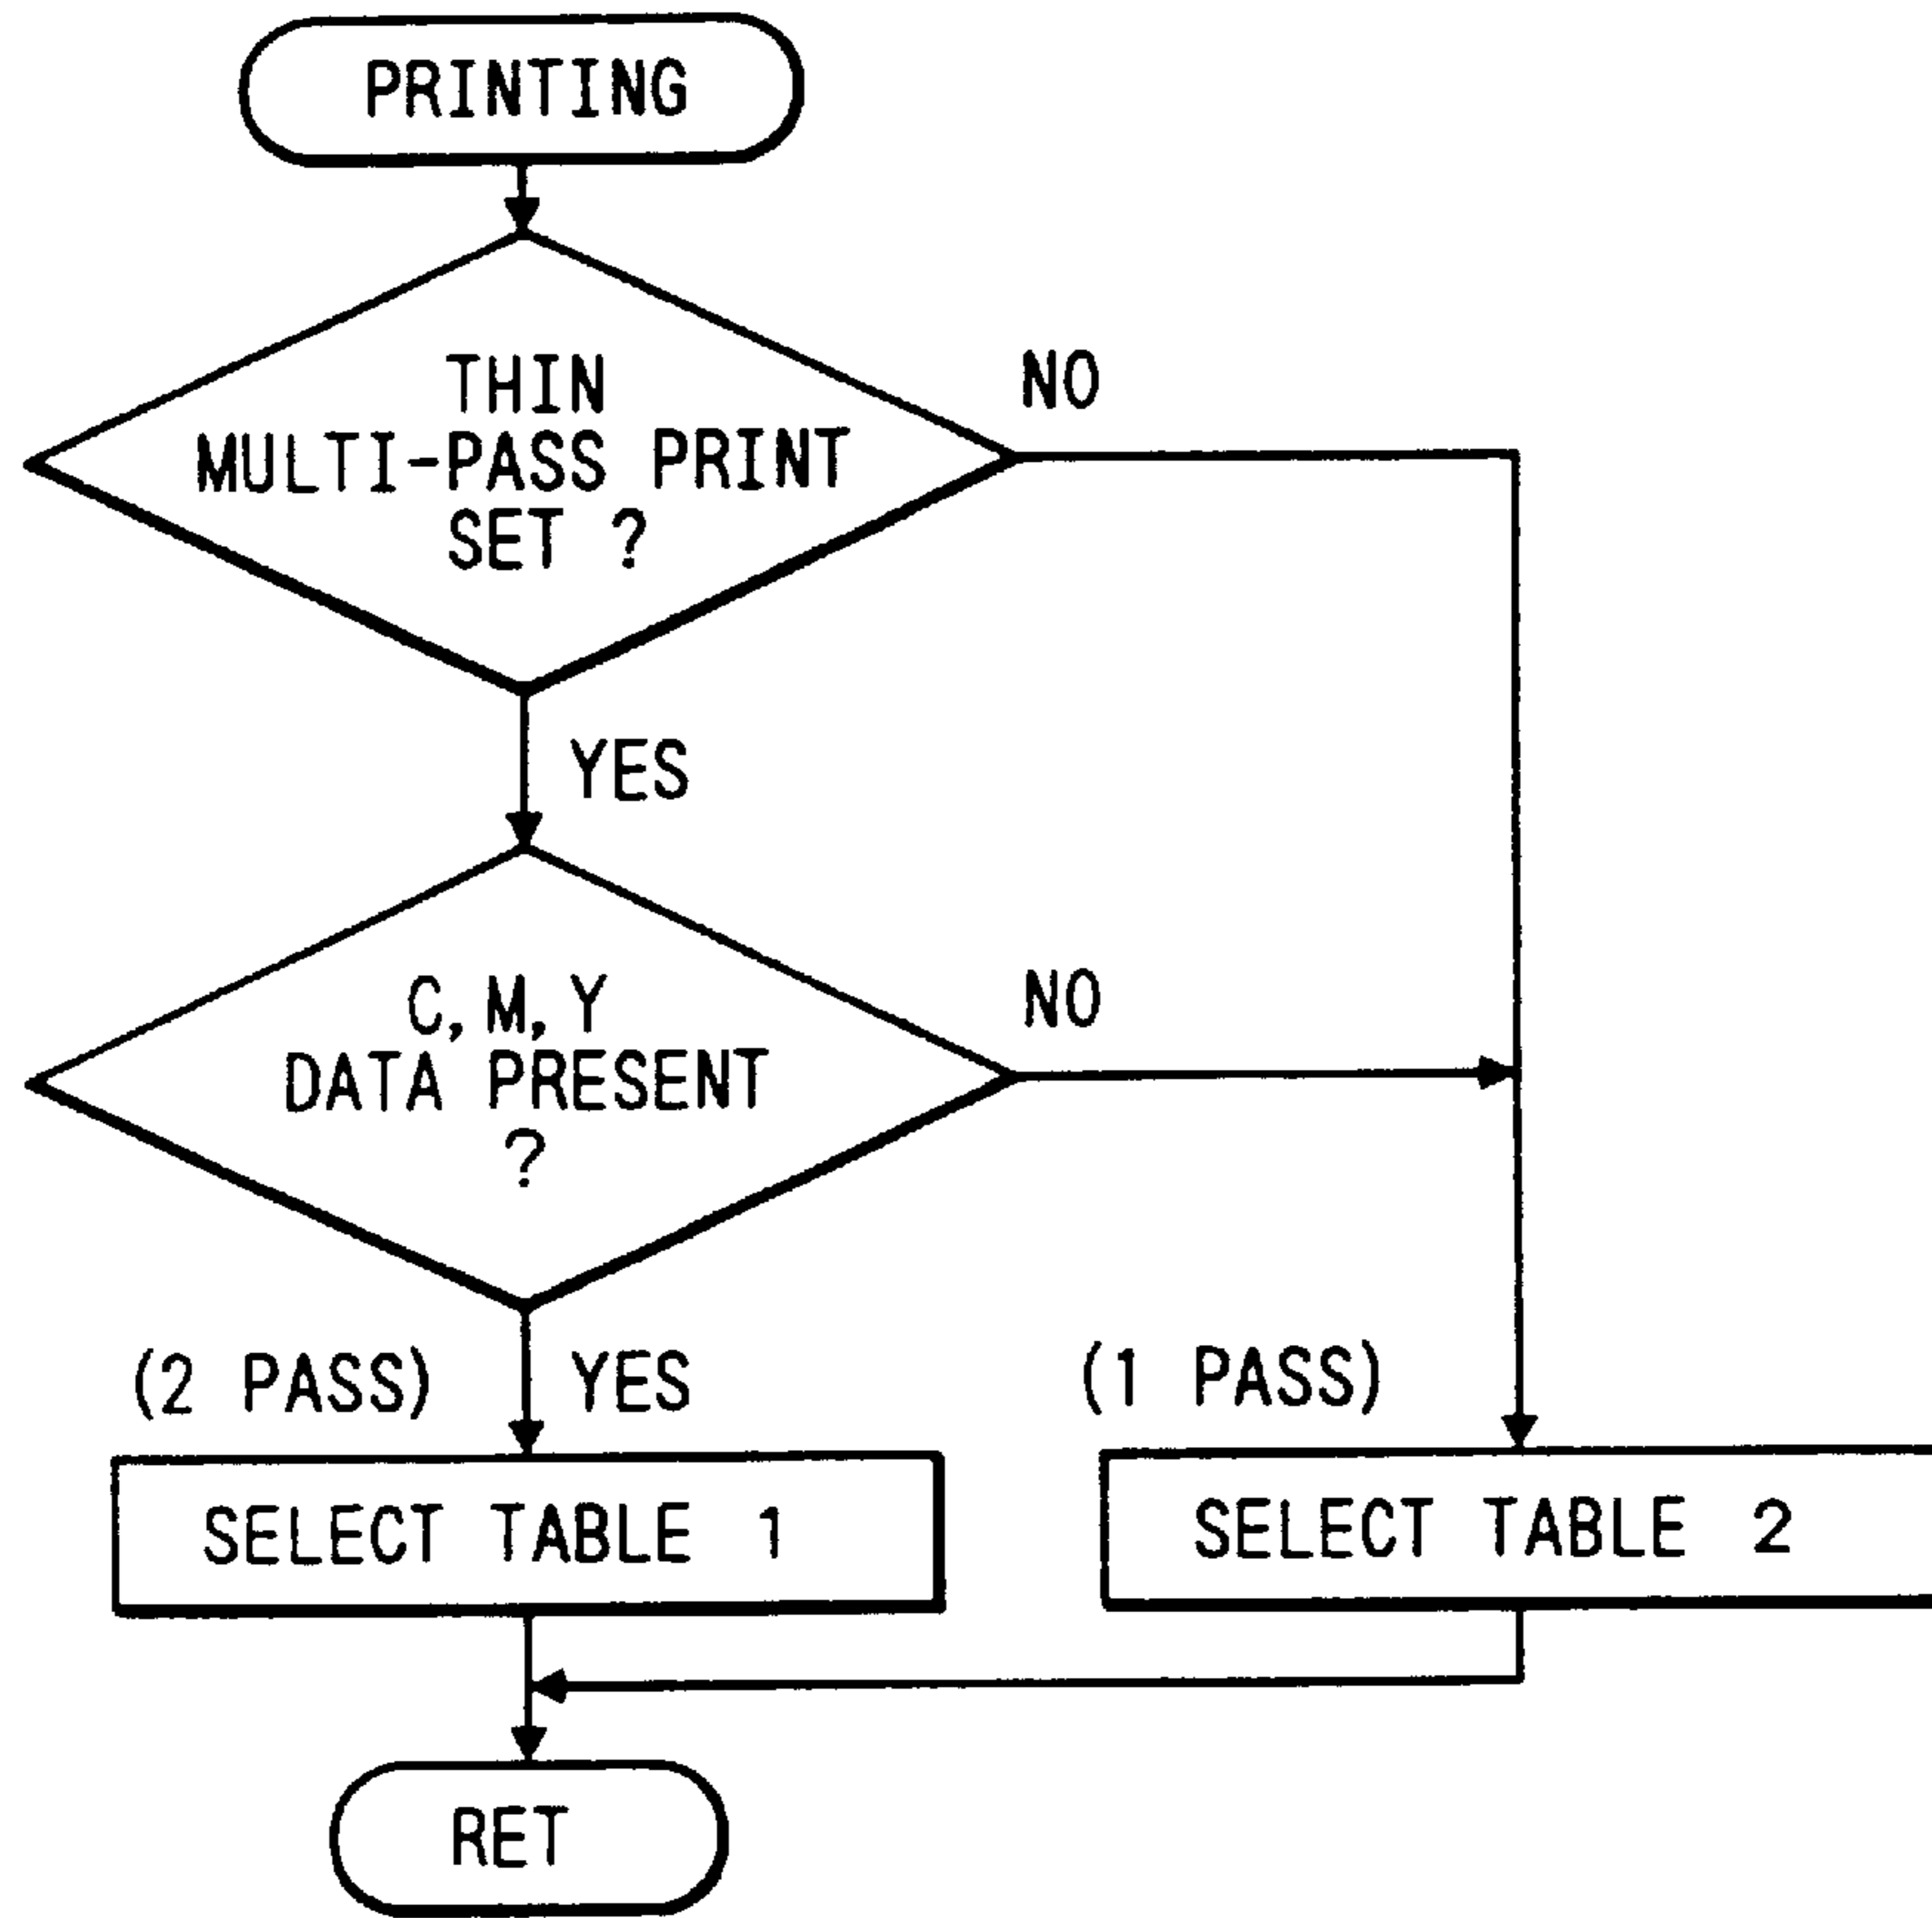 PRINTING
THIN
MULTI-PASS PRINT
SET ?
NO
YES
C, M, Y
DATA PRESENT
?
NO
(2 PASS)
YES
(1 PASS)
SELECT TABLE 1
SELECT TABLE 2
RET